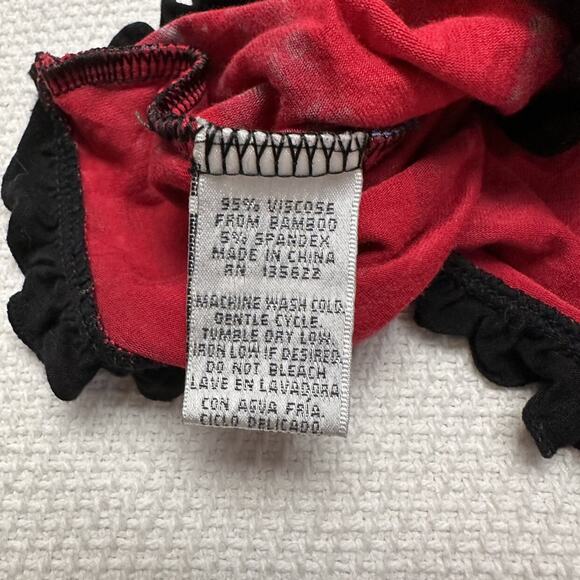 95% VISCOSE
FROM BAMBOO
5% SPANDEX
MADE IN CHINA
RN 135622
MACHINE WASH COLD.
GENTLE CYCLE.
TUMBLE DRY LOW.
IRON LOW IF DESIRED.
DO NOT BLEACH
LAVE EN LAVADORA
CON AGUA FRIA
CICLO DELICADO.